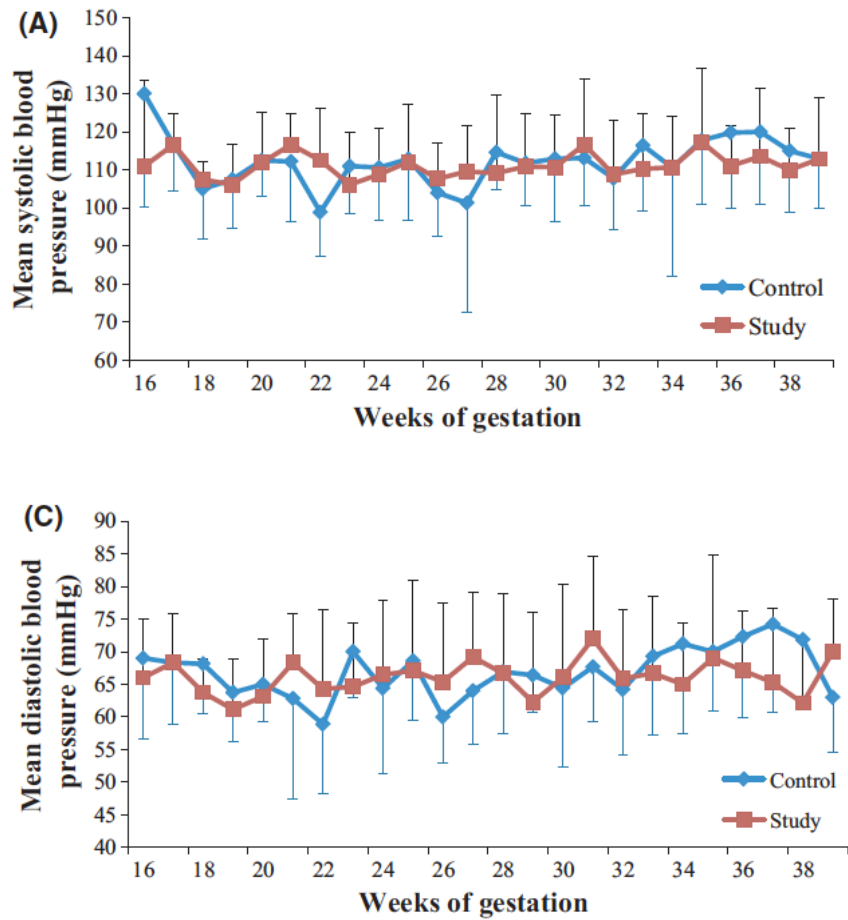 (A)
150
140
130
120
110
100
90
80
70
60
Mean systolic blood
pressure (mmHg)
Control
Study
16 18 20 22 24 26 28 30 32 34 36 38
Weeks of gestation
(C)
90
85
80
75
70
65
60
55
50
45
40
Mean diastolic blood
pressure (mmHg)
Control
Study
16 18 20 22 24 26 28 30 32 34 36 38
Weeks of gestation